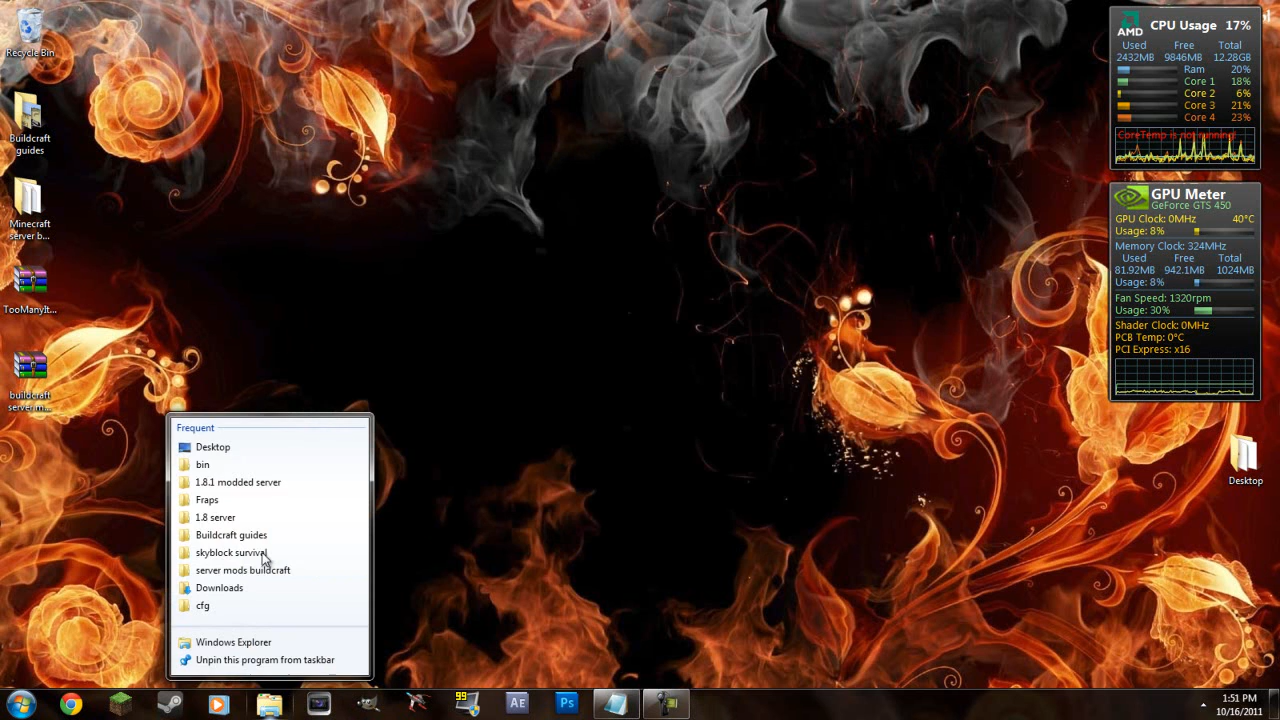 Recycle Bin
Buildcraft
guides
Minecraft
server b...
TooManyIt...
buildcraft
server m...
Frequent
Desktop
bin
1.8.1 modded server
Fraps
1.8 server
Buildcraft guides
skyblock survival
server mods buildcraft
Downloads
cfg
Windows Explorer
Unpin this program from taskbar
AMD
CPU Usage 17%
Used Free Total
2432MB 9846MB 12.28GB
Ram 20%
Core 1 18%
Core 2 6%
Core 3 21%
Core 4 23%
CoreTemp is not running!
GPU Meter
GeForce GTS 450
GPU Clock: 0MHz 40°C
Usage: 8%
Memory Clock: 324MHz
Used Free Total
81.92MB 942.1MB 1024MB
Usage: 8%
Fan Speed: 1320rpm
Usage: 30%
Shader Clock: 0MHz
PCB Temp: 0°C
PCI Express: x16
Desktop
99
AE
Ps
1:51 PM
10/16/2011